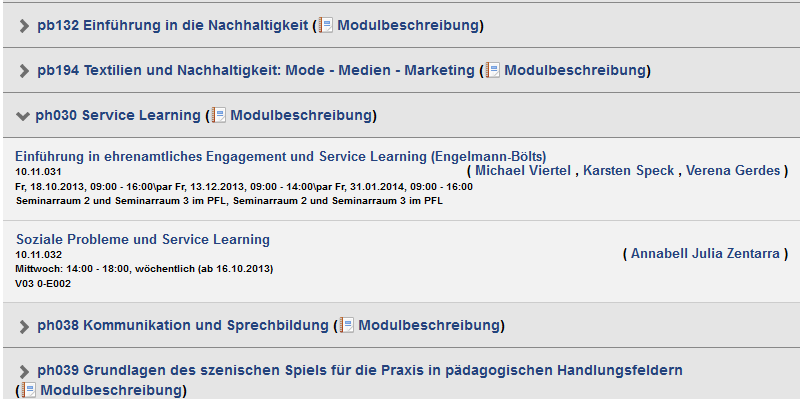 pb132 Einführung in die Nachhaltigkeit ( Modulbeschreibung)
pb194 Textilien und Nachhaltigkeit: Mode - Medien - Marketing ( Modulbeschreibung)
ph030 Service Learning ( Modulbeschreibung)
Einführung in ehrenamtliches Engagement und Service Learning (Engelmann-Bölts)
10.11.031
( Michael Viertel , Karsten Speck , Verena Gerdes )
Fr, 18.10.2013, 09:00 - 16:00\par Fr, 13.12.2013, 09:00 - 14:00\par Fr, 31.01.2014, 09:00 - 16:00
Seminarraum 2 und Seminarraum 3 im PFL, Seminarraum 2 und Seminarraum 3 im PFL
Soziale Probleme und Service Learning
10.11.032
( Annabell Julia Zentarra )
Mittwoch: 14:00 - 18:00, wöchentlich (ab 16.10.2013)
V03 0-E002
ph038 Kommunikation und Sprechbildung ( Modulbeschreibung)
ph039 Grundlagen des szenischen Spiels für die Praxis in pädagogischen Handlungsfeldern
( Modulbeschreibung)